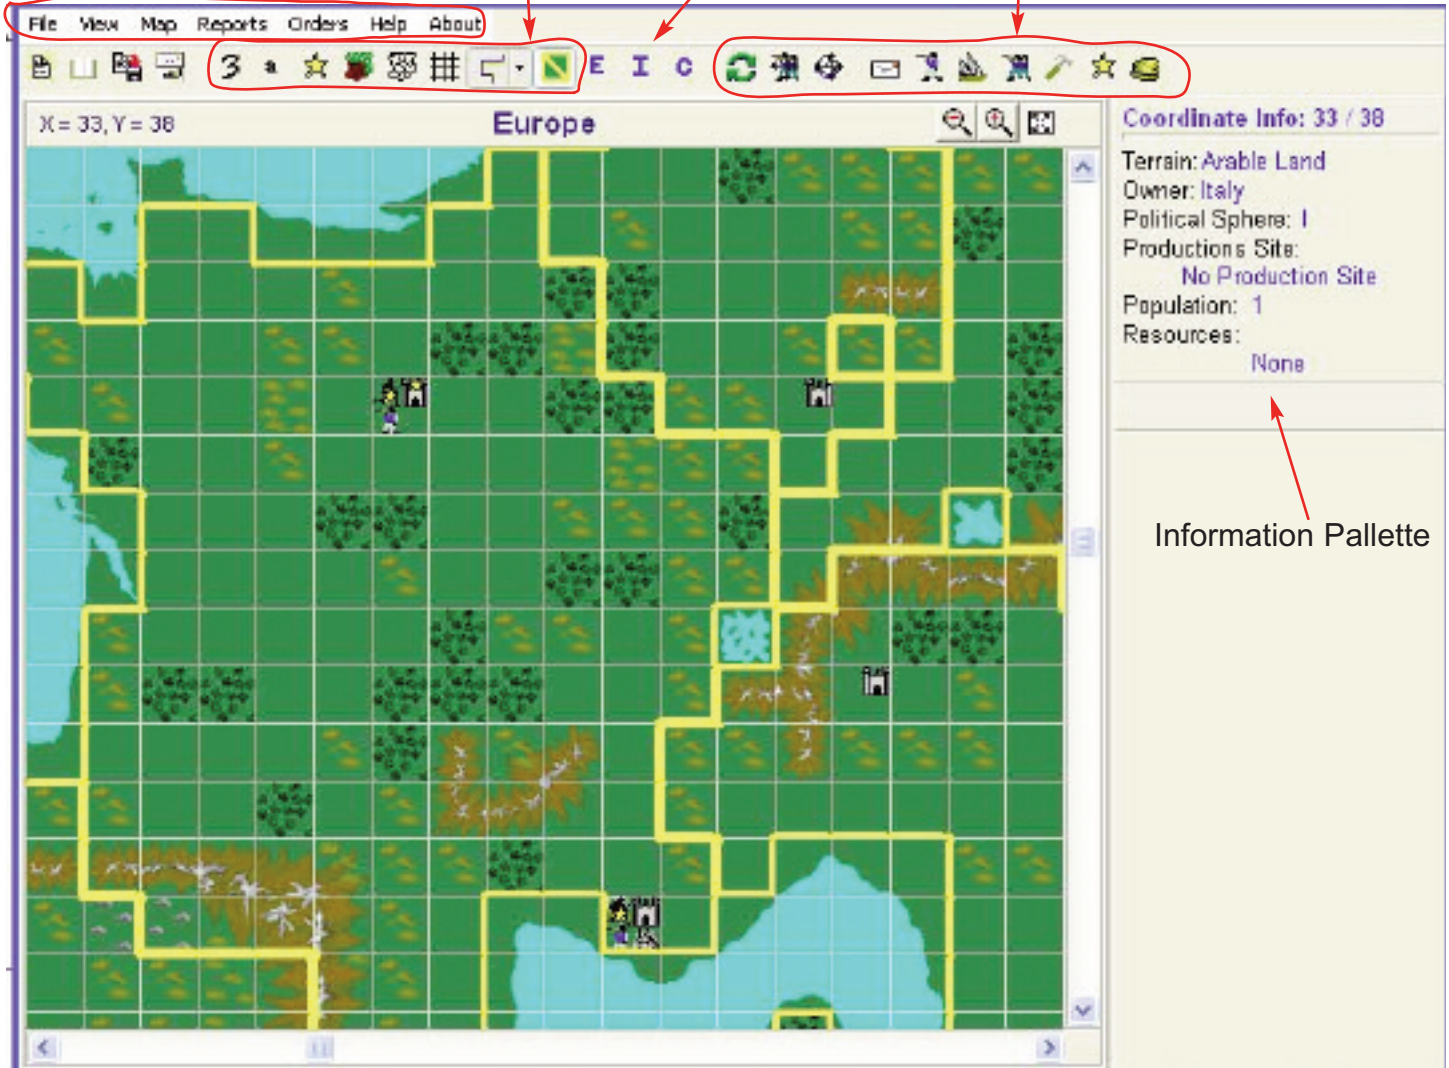 File View Map Reports Orders Help About
3 a E I C
X = 33, Y = 38
Europe
Coordinate Info: 33 / 38
Terrain: Arable Land
Owner: Italy
Political Sphere: I
Productions Site:
No Production Site
Population: 1
Resources:
None
Information Pallette